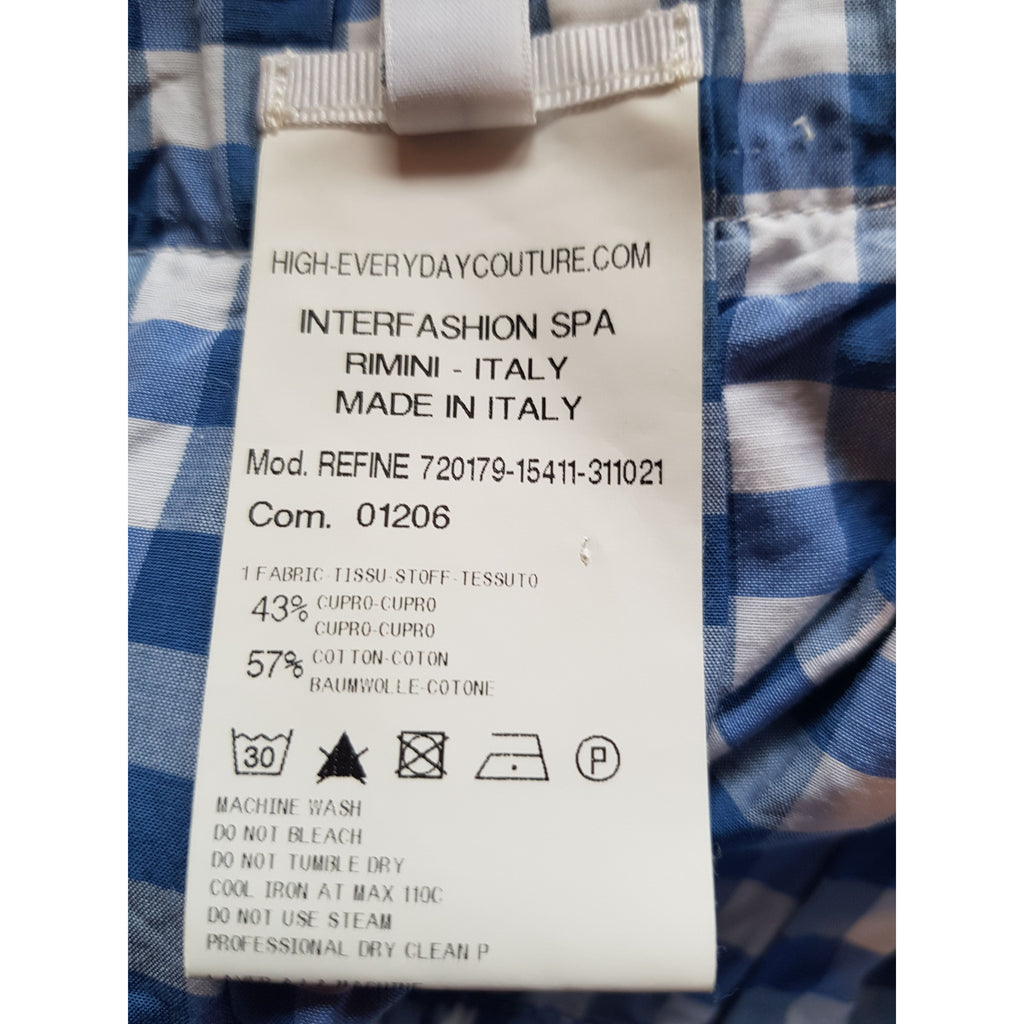 HIGH-EVERYDAYCOUTURE.COM
INTERFASHION SPA
RIMINI - ITALY
MADE IN ITALY
Mod. REFINE 720179-15411-311021
Com. 01206
1 FABRIC-TISSU-STOFF-TESSUTO
43% CUPRO-CUPRO
CUPRO-CUPRO
57% COTTON-COTON
BAUMWOLLE-COTONE
30 P
MACHINE WASH
DO NOT BLEACH
DO NOT TUMBLE DRY
COOL IRON AT MAX 110C
DO NOT USE STEAM
PROFESSIONAL DRY CLEAN P